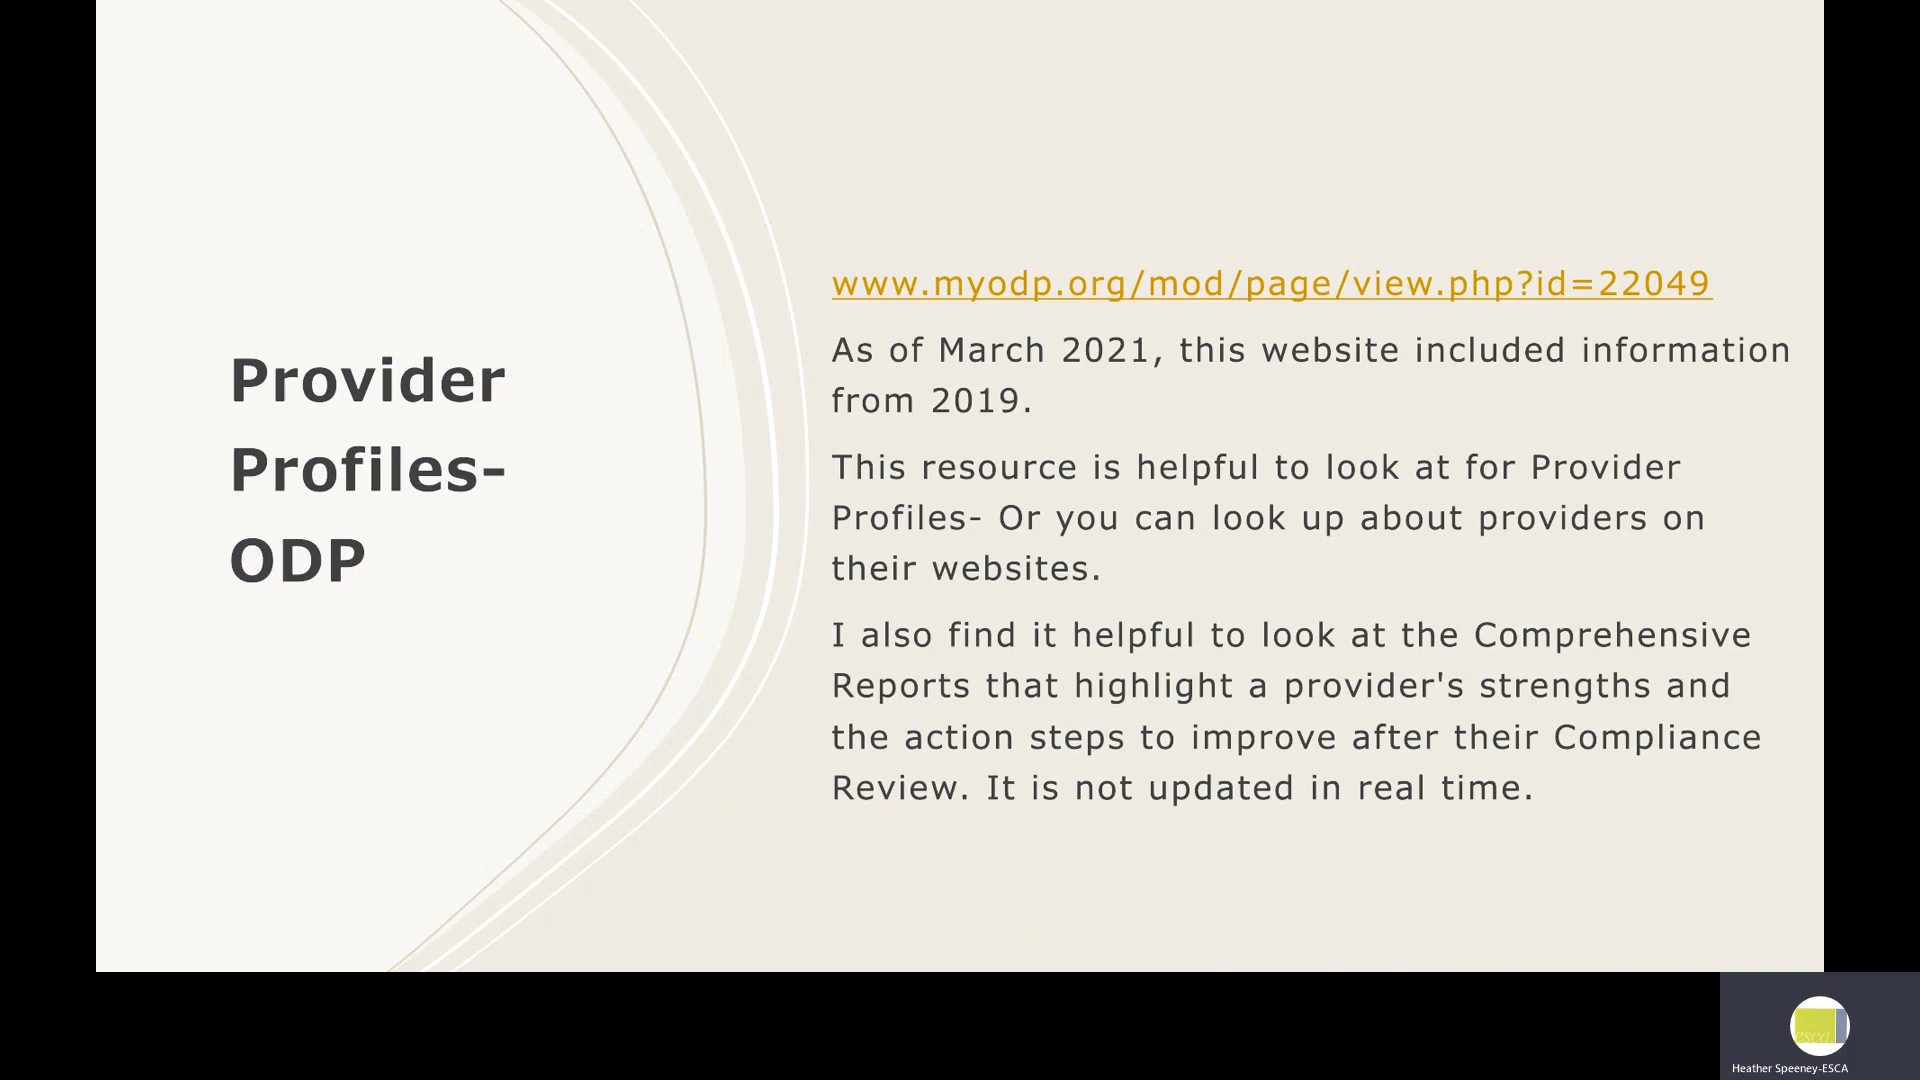 Provider
Profiles-
ODP
www.myodp.org/mod/page/view.php?id=22049
As of March 2021, this website included information
from 2019.
This resource is helpful to look at for Provider
Profiles- Or you can look up about providers on
their websites.
I also find it helpful to look at the Comprehensive
Reports that highlight a provider's strengths and
the action steps to improve after their Compliance
Review. It is not updated in real time.
esca
Heather Speeney-ESCA